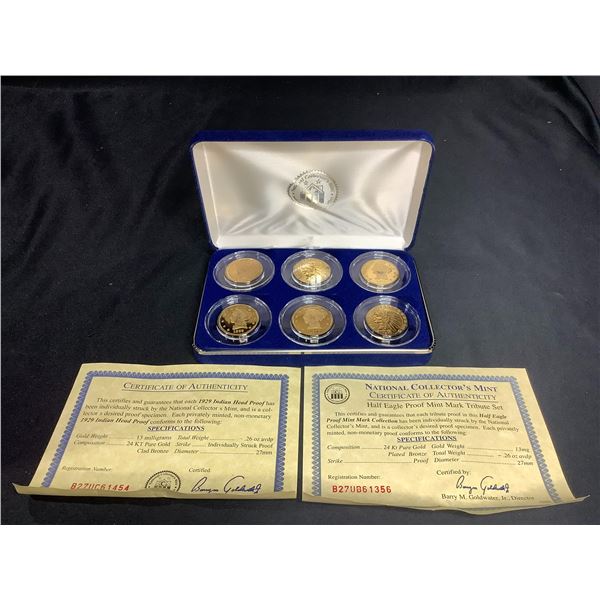 CERTIFICATE OF AUTHENTICITY
This certifies and guarantees that each 1929 Indian Head Proof has
been individually struck by the National Collector's Mint, and is a col-
lector's desired proof specimen. Each privately minted, non-monetary
1929 Indian Head Proof conforms to the following:
SPECIFICATIONS
Gold Weight 13 milligrams Total Weight .26 oz avdp
Composition 24 KT Pure Gold Strike Individually Struck Proof
Clad Bronze Diameter 27mm
Registration Number: Certified
B27UC61454
NATIONAL COLLECTOR'S MINT
CERTIFICATE OF AUTHENTICITY
Half Eagle Proof Mint Mark Tribute Set
This certifies and guarantees that each tribute proof in this Half Eagle
Proof Mint Mark Collection has been individually struck by the National
Collector's Mint, and is a collector's desired proof specimen. Each
privately minted, non-monetary proof conforms to the following:
SPECIFICATIONS
Composition 24 Kt Pure Gold Gold Weight 13mg
Plated Bronze Total Weight .26 oz avdp
Strike Proof Diameter 27mm
Registration Number: Certified by:
B27UB61356
Barry M. Goldwater, Jr., Director